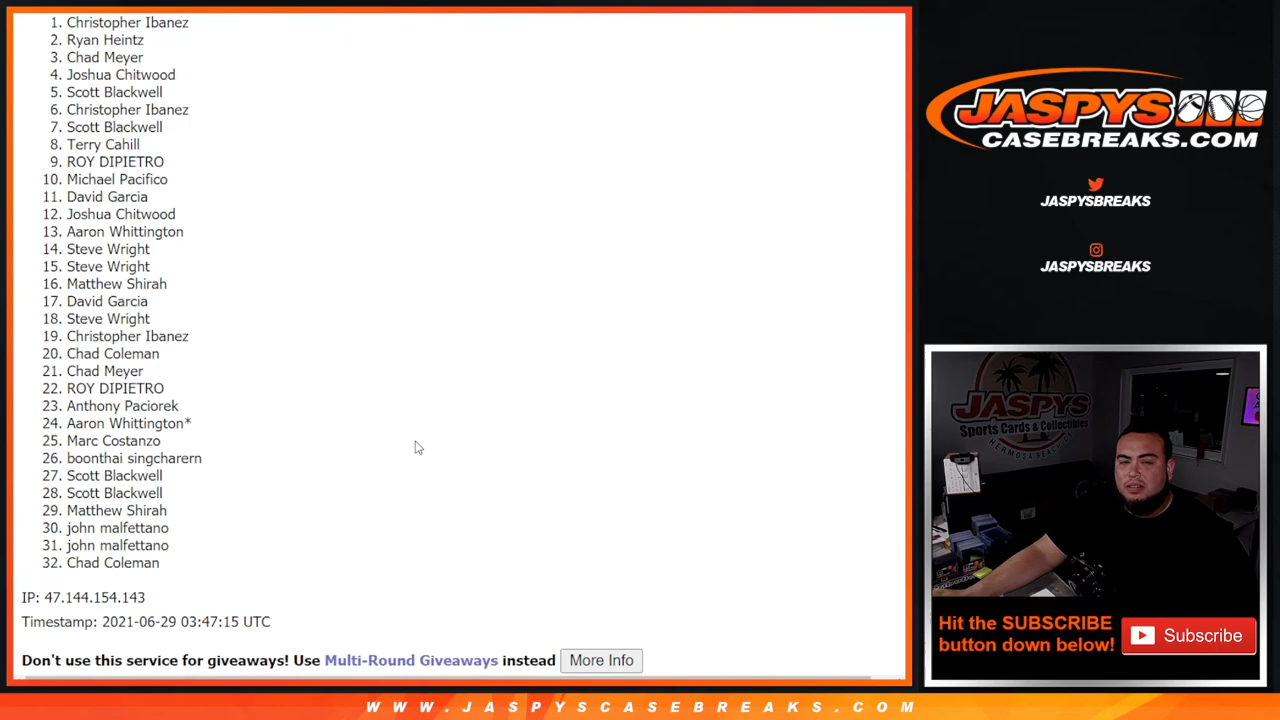 1. Christopher Ibanez
2. Ryan Heintz
3. Chad Meyer
4. Joshua Chitwood
5. Scott Blackwell
6. Christopher Ibanez
7. Scott Blackwell
8. Terry Cahill
9. ROY DIPIETRO
10. Michael Pacifico
11. David Garcia
12. Joshua Chitwood
13. Aaron Whittington
14. Steve Wright
15. Steve Wright
16. Matthew Shirah
17. David Garcia
18. Steve Wright
19. Christopher Ibanez
20. Chad Coleman
21. Chad Meyer
22. ROY DIPIETRO
23. Anthony Paciorek
24. Aaron Whittington*
25. Marc Costanzo
26. boonthai singcharern
27. Scott Blackwell
28. Scott Blackwell
29. Matthew Shirah
30. john malfettano
31. john malfettano
32. Chad Coleman
IP: 47.144.154.143
Timestamp: 2021-06-29 03:47:15 UTC
Don't use this service for giveaways! Use Multi-Round Giveaways instead More Info
JASPYS
CASEBREAKS.COM
JASPYSBREAKS
JASPYSBREAKS
JASPYS
Sports Cards & Collectibles
HERMOSA BEACH
Hit the SUBSCRIBE
button down below!
Subscribe
WWW.JASPYSCASEBREAKS.COM